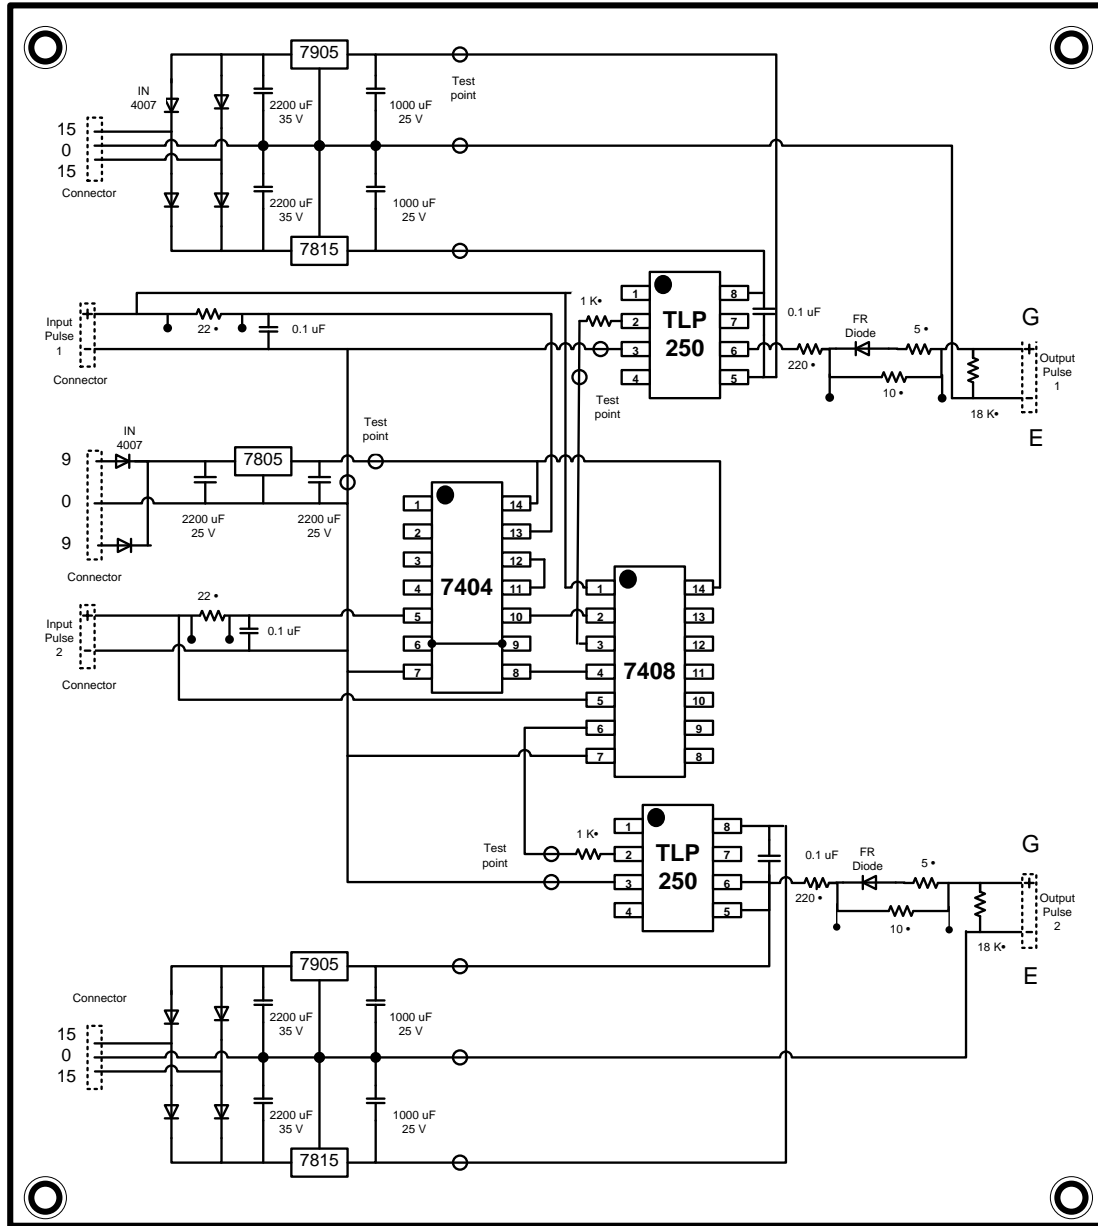 7905
Test
point
IN
4007
2200 uF
35 V
1000 uF
25 V
15
0
15
Connector
2200 uF
35 V
1000 uF
25 V
7815
Input
Pulse
1
+
-
Connector
22 •
0.1 uF
1 K•
1
2
3
4
TLP
250
8
7
6
5
0.1 uF
Test
point
220 •
FR
Diode
5 •
10 •
18 K•
G
+
-
Output
Pulse
1
E
9
0
9
Connector
IN
4007
7805
2200 uF
25 V
2200 uF
25 V
Test
point
1
2
3
4
5
6
7
7404
14
13
12
11
10
9
8
1
2
3
4
5
6
7
7408
14
13
12
11
10
9
8
Input
Pulse
2
+
-
Connector
22 •
0.1 uF
Test
point
1 K•
1
2
3
4
TLP
250
8
7
6
5
0.1 uF
220 •
FR
Diode
5 •
10 •
18 K•
G
+
-
Output
Pulse
2
E
7905
Connector
15
0
15
2200 uF
35 V
1000 uF
25 V
2200 uF
35 V
1000 uF
25 V
7815